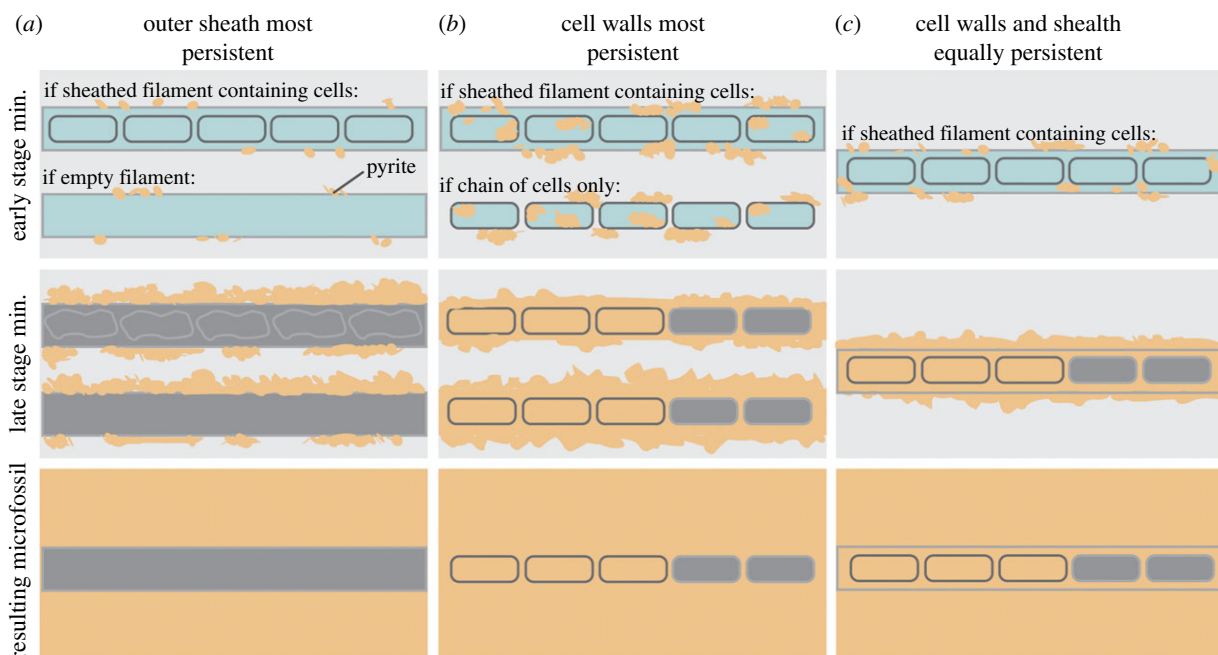 (a) outer sheath most
persistent
(b) cell walls most
persistent
(c) cell walls and shealth
equally persistent
early stage min.
if sheathed filament containing cells:
if empty filament:
pyrite
if sheathed filament containing cells:
if chain of cells only:
if sheathed filament containing cells:
late stage min.
resulting microfossil